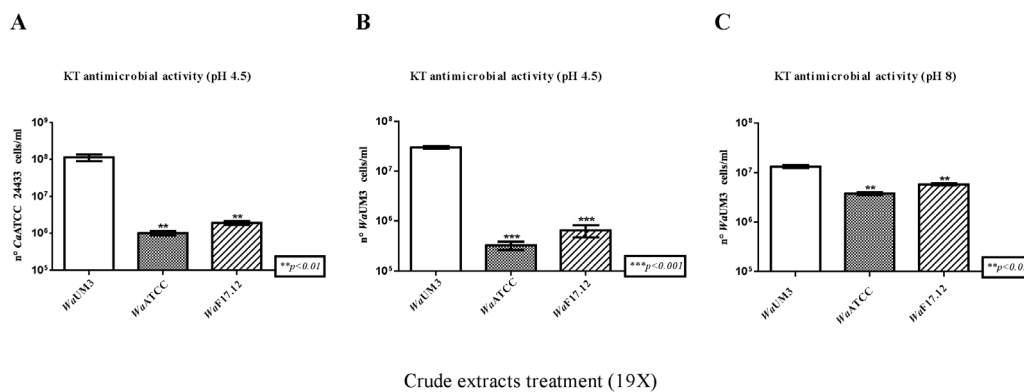 A
KT antimicrobial activity (pH 4.5)
n° CaATCC 24433 cells/ml
10⁹
10⁸
10⁷
10⁶
10⁵
**
**
WaUM3
WaATCC
WaF17.12
**p<0.01
B
KT antimicrobial activity (pH 4.5)
n° WaUM3 cells/ml
10⁸
10⁷
10⁶
10⁵
***
***
WaUM3
WaATCC
WaF17.12
***p<0.001
C
KT antimicrobial activity (pH 8)
n° WaUM3 cells/ml
10⁸
10⁷
10⁶
10⁵
**
**
WaUM3
WaATCC
WaF17.12
**p<0.0
Crude extracts treatment (19X)